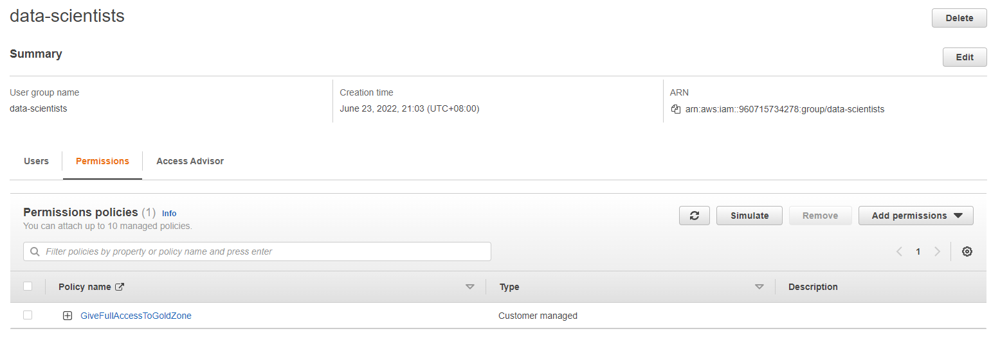 data-scientists
Delete
Summary
Edit
User group name
Creation time
ARN
data-scientists
June 23, 2022, 21:03 (UTC+08:00)
arn:aws:iam::960715734278:group/data-scientists
Users
Permissions
Access Advisor
Permissions policies (1) Info
You can attach up to 10 managed policies.
Simulate
Remove
Add permissions
Filter policies by property or policy name and press enter
1
Policy name
Type
Description
GiveFullAccessToGoldZone
Customer managed